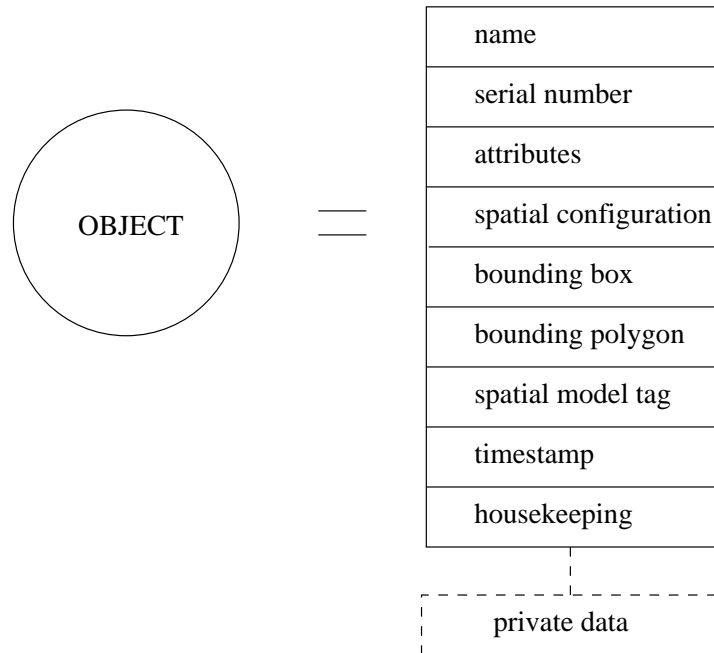 OBJECT
name
serial number
attributes
spatial configuration
bounding box
bounding polygon
spatial model tag
timestamp
housekeeping
private data